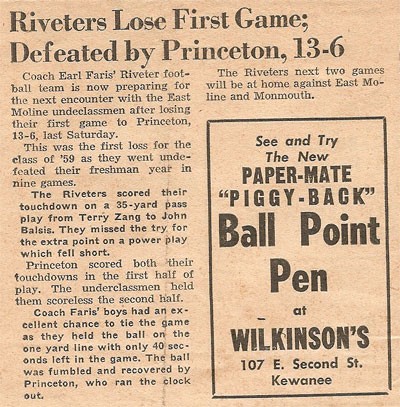 Riveters Lose First Game;
Defeated by Princeton, 13-6
Coach Earl Faris' Riveter foot-
ball team is now preparing for
the next encounter with the East
Moline undeclassmen after losing
their first game to Princeton,
13-6, last Saturday.
This was the first loss for the
class of '59 as they went unde-
feated their freshman year in
nine games.
The Riveters scored their
touchdown on a 35-yard pass
play from Terry Zang to John
Balsis. They missed the try for
the extra point on a power play
which fell short.
Princeton scored both their
touchdowns in the first half of
play. The underclassmen held
them scoreless the second half.
Coach Faris' boys had an ex-
cellent chance to tie the game
as they held the ball on the
one yard line with only 40 sec-
onds left in the game. The ball
was fumbled and recovered by
Princeton, who ran the clock
out.
The Riveters next two games
will be at home against East Mo-
line and Monmouth.
See and Try
The New
PAPER-MATE
"PIGGY-BACK"
Ball Point
Pen
at
WILKINSON'S
107 E. Second St.
Kewanee